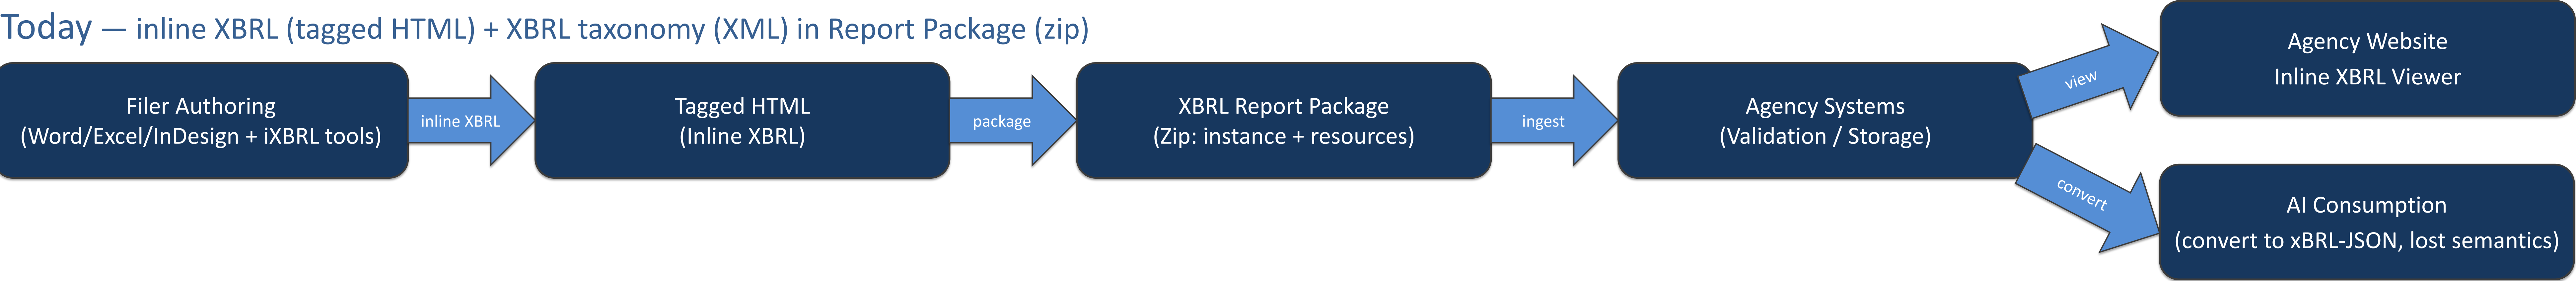 Today — inline XBRL (tagged HTML) + XBRL taxonomy (XML) in Report Package (zip)
Filer Authoring
(Word/Excel/InDesign + iXBRL tools)
inline XBRL
Tagged HTML
(Inline XBRL)
package
XBRL Report Package
(Zip: instance + resources)
ingest
Agency Systems
(Validation / Storage)
view
Agency Website
Inline XBRL Viewer
convert
AI Consumption
(convert to xBRL-JSON, lost semantics)